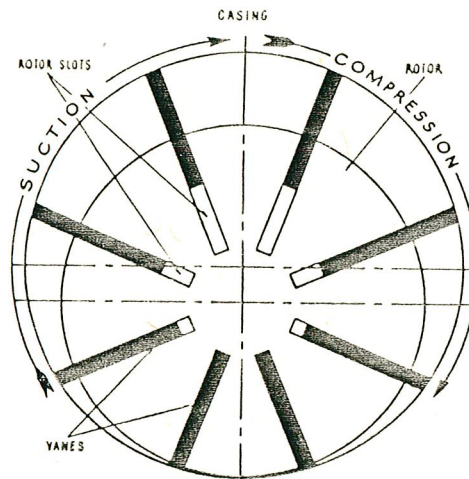 CASING
ROTOR SLOTS
ROTOR
SUCTION
COMPRESSION
VANES